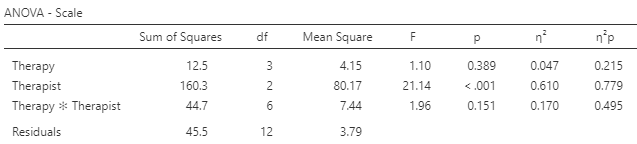 ANOVA - Scale
Sum of Squares df Mean Square F p η² η²p
Therapy 12.5 3 4.15 1.10 0.389 0.047 0.215
Therapist 160.3 2 80.17 21.14 < .001 0.610 0.779
Therapy ✻ Therapist 44.7 6 7.44 1.96 0.151 0.170 0.495
Residuals 45.5 12 3.79